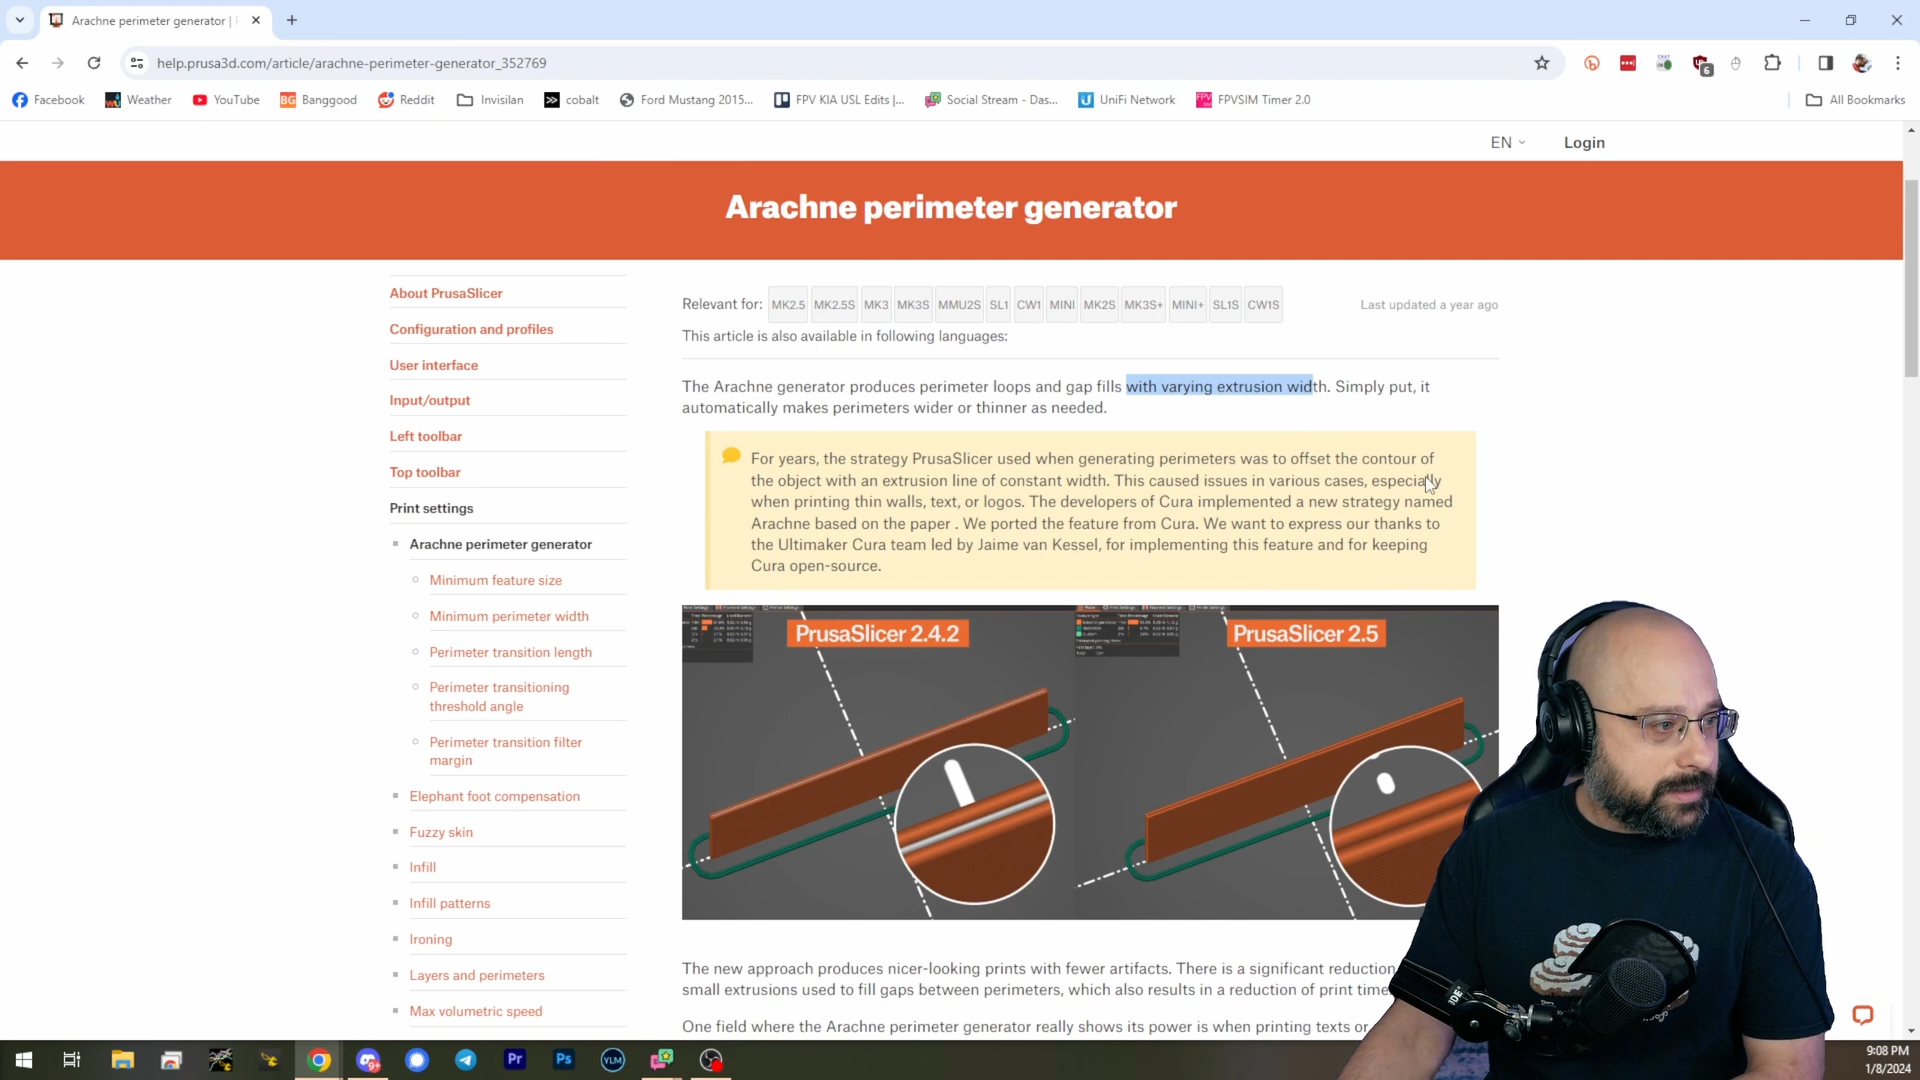 Arachne perimeter generator |
help.prusa3d.com/article/arachne-perimeter-generator_352769
6
Facebook Weather YouTube BG Banggood Reddit Invisilan cobalt Ford Mustang 2015... FPV KIA USL Edits |... Social Stream - Das... UniFi Network FPVSIM Timer 2.0 All Bookmarks
EN Login
Arachne perimeter generator
About PrusaSlicer
Configuration and profiles
User interface
Input/output
Left toolbar
Top toolbar
Print settings
Arachne perimeter generator
Minimum feature size
Minimum perimeter width
Perimeter transition length
Perimeter transitioning
threshold angle
Perimeter transition filter
margin
Elephant foot compensation
Fuzzy skin
Infill
Infill patterns
Ironing
Layers and perimeters
Max volumetric speed
Relevant for: MK2.5 MK2.5S MK3 MK3S MMU2S SL1 CW1 MINI MK2S MK3S+ MINI+ SL1S CW1S Last updated a year ago
This article is also available in following languages:
The Arachne generator produces perimeter loops and gap fills with varying extrusion width. Simply put, it
automatically makes perimeters wider or thinner as needed.
For years, the strategy PrusaSlicer used when generating perimeters was to offset the contour of
the object with an extrusion line of constant width. This caused issues in various cases, especially
when printing thin walls, text, or logos. The developers of Cura implemented a new strategy named
Arachne based on the paper . We ported the feature from Cura. We want to express our thanks to
the Ultimaker Cura team led by Jaime van Kessel, for implementing this feature and for keeping
Cura open-source.
PrusaSlicer 2.4.2 PrusaSlicer 2.5
The new approach produces nicer-looking prints with fewer artifacts. There is a significant reduction
small extrusions used to fill gaps between perimeters, which also results in a reduction of print time
One field where the Arachne perimeter generator really shows its power is when printing texts or
Pr Ps YLM
9:08 PM
1/8/2024